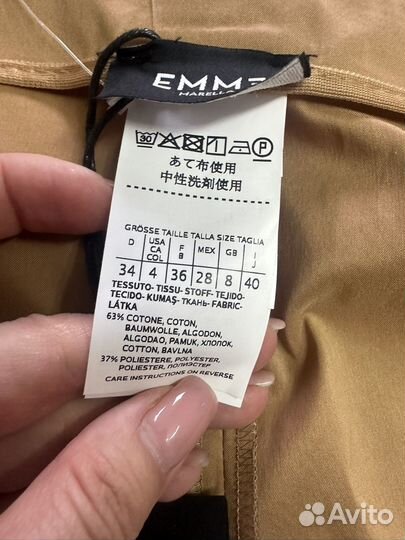 EMME
MARELLA
30
あて布使用
中性洗剤使用
GRÖSSE TAILLE TALLA SIZE TAGLIA
D USA CA COL F B MEX GB I J
34 4 36 28 8 40
TESSUTO- TISSU- STOFF- TEJIDO-
TECIDO- KUMAŞ- ТКАНЬ- FABRIC-
LÁTKA
63% COTONE, COTON,
BAUMWOLLE, ALGODON,
ALGODAO, PAMUK, ХЛОПОК,
COTTON, BAVLNA
37% POLIESTERE, POLYESTER,
POLIESTER, ПОЛИЭСТЕР
CARE INSTRUCTIONS ON REVERSE
Avito